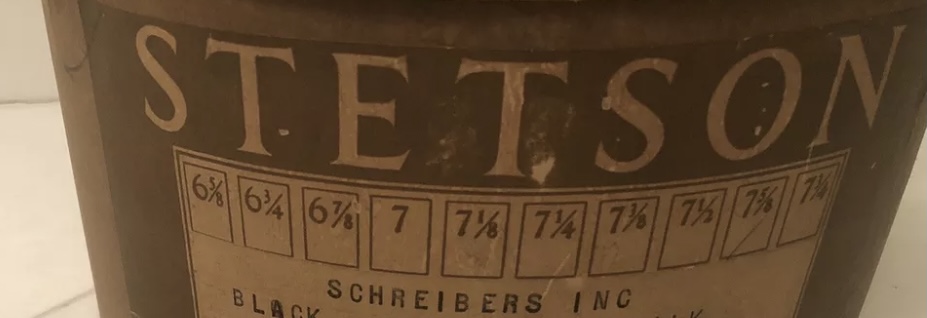 STETSON
6⅝ 6¾ 6⅞ 7 7⅛ 7¼ 7⅜ 7½ 7⅝ 7¾
SCHREIBERS INC
BLACK